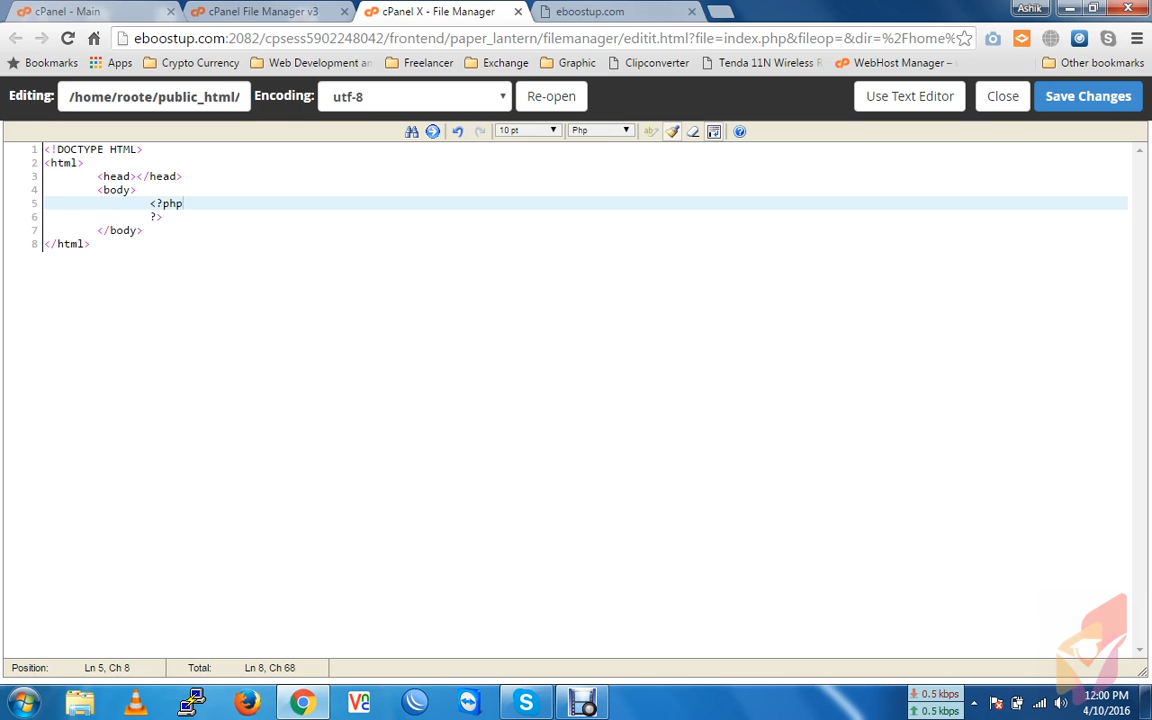 cPanel - Main
cPanel File Manager v3
cPanel X - File Manager
eboostup.com
Ashik
eboostup.com:2082/cpsess5902248042/frontend/paper_lantern/filemanager/editit.html?file=index.php&fileop=&dir=%2Fhome%
Bookmarks
Apps
Crypto Currency
Web Development an
Freelancer
Exchange
Graphic
Clipconverter
Tenda 11N Wireless R
WebHost Manager –
Other bookmarks
Editing:
/home/roote/public_html/
Encoding:
utf-8
Re-open
Use Text Editor
Close
Save Changes
10 pt
Php
1 <!DOCTYPE HTML>
2 <html>
3 <head></head>
4 <body>
5 <?php
6 ?>
7 </body>
8 </html>
Position:
Ln 5, Ch 8
Total:
Ln 8, Ch 68
0.5 kbps
0.5 kbps
12:00 PM
4/10/2016